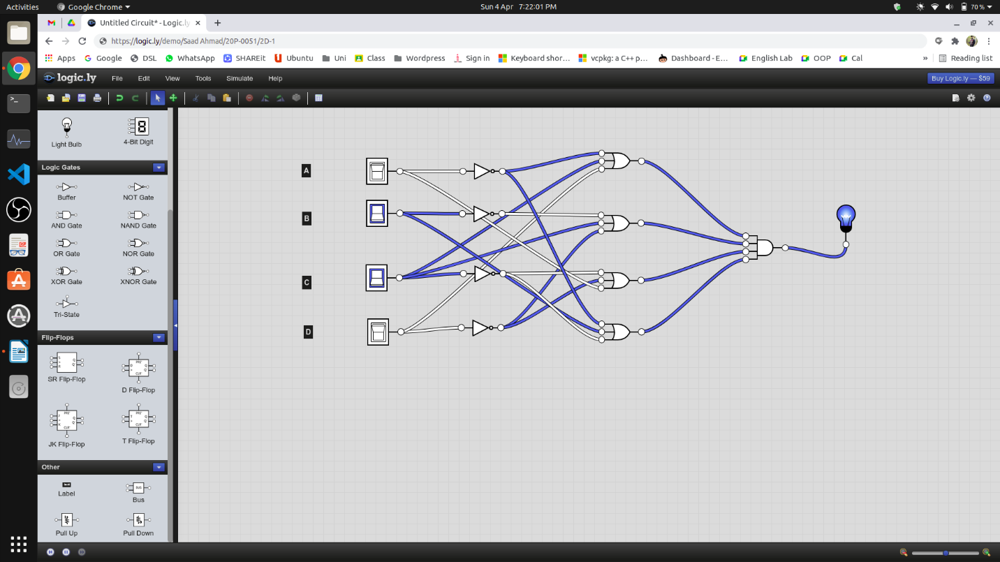 Activities
Google Chrome
Sun 4 Apr 7:22:01 PM
70 %
Untitled Circuit* - Logic.ly
https://logic.ly/demo/Saad Ahmad/20P-0051/2D-1
Apps
Google
DSL
WhatsApp
SHAREit
Ubuntu
Uni
Class
Wordpress
Sign in
Keyboard shor...
vcpkg: a C++ p...
Dashboard - E...
English Lab
OOP
Cal
»
Reading list
logic.ly
File
Edit
View
Tools
Simulate
Help
Buy Logic.ly — $59
Light Bulb
4-Bit Digit
Logic Gates
Buffer
NOT Gate
AND Gate
NAND Gate
OR Gate
NOR Gate
XOR Gate
XNOR Gate
Tri-State
Flip-Flops
SR Flip-Flop
D Flip-Flop
JK Flip-Flop
T Flip-Flop
Other
Label
Bus
Pull Up
Pull Down
A
B
C
D